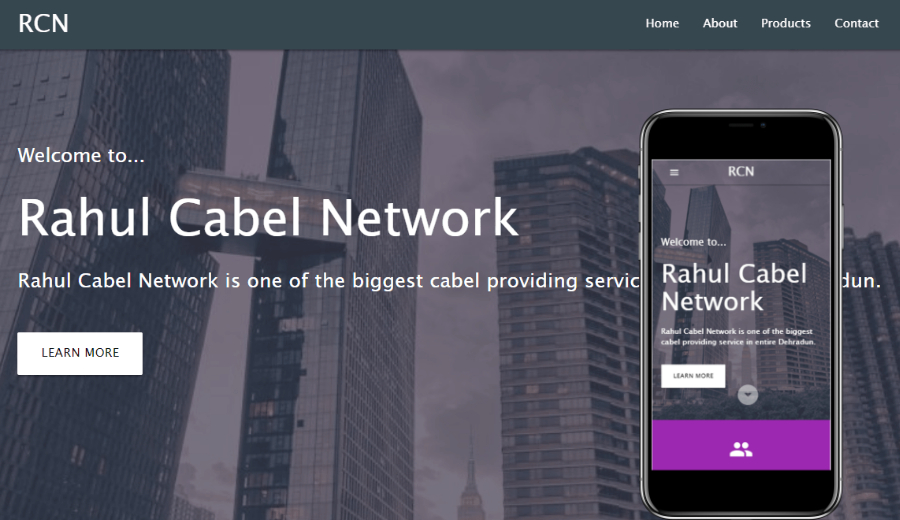 RCN
Home About Products Contact
Welcome to...
Rahul Cabel Network
Rahul Cabel Network is one of the biggest cabel providing servic dun.
LEARN MORE
RCN
Welcome to...
Rahul Cabel
Network
Rahul Cabel Network is one of the biggest
cabel providing service in entire Dehradun.
LEARN MORE